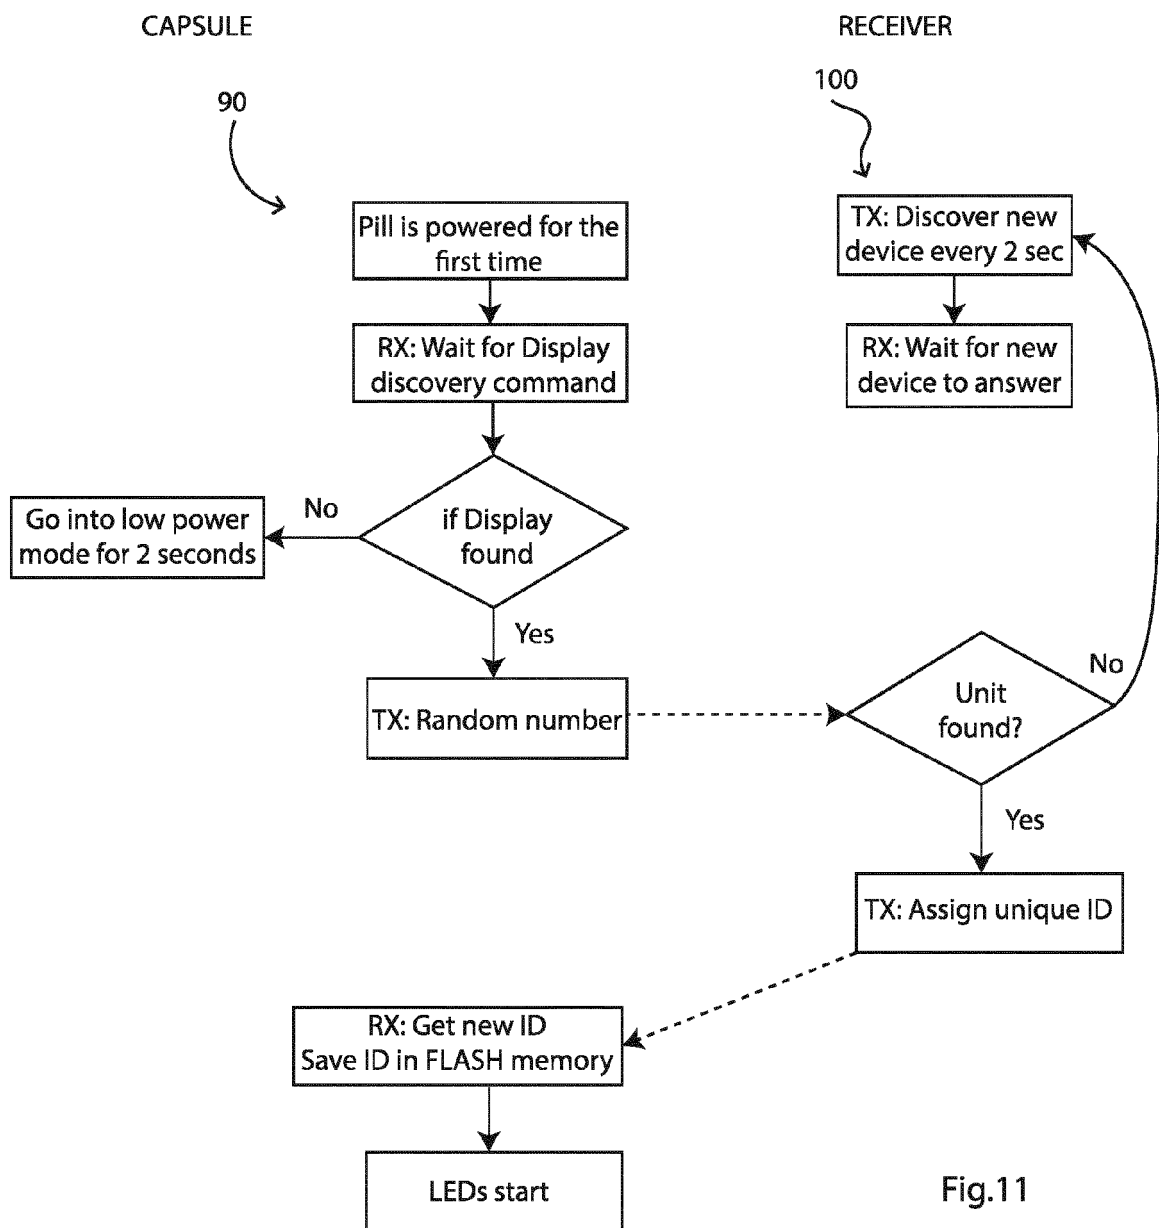 CAPSULE
RECEIVER
90
100
Pill is powered for the
first time
TX: Discover new
device every 2 sec
RX: Wait for Display
discovery command
RX: Wait for new
device to answer
No
Go into low power
mode for 2 seconds
if Display
found
Yes
TX: Random number
No
Unit
found?
Yes
TX: Assign unique ID
RX: Get new ID
Save ID in FLASH memory
LEDs start
Fig.11